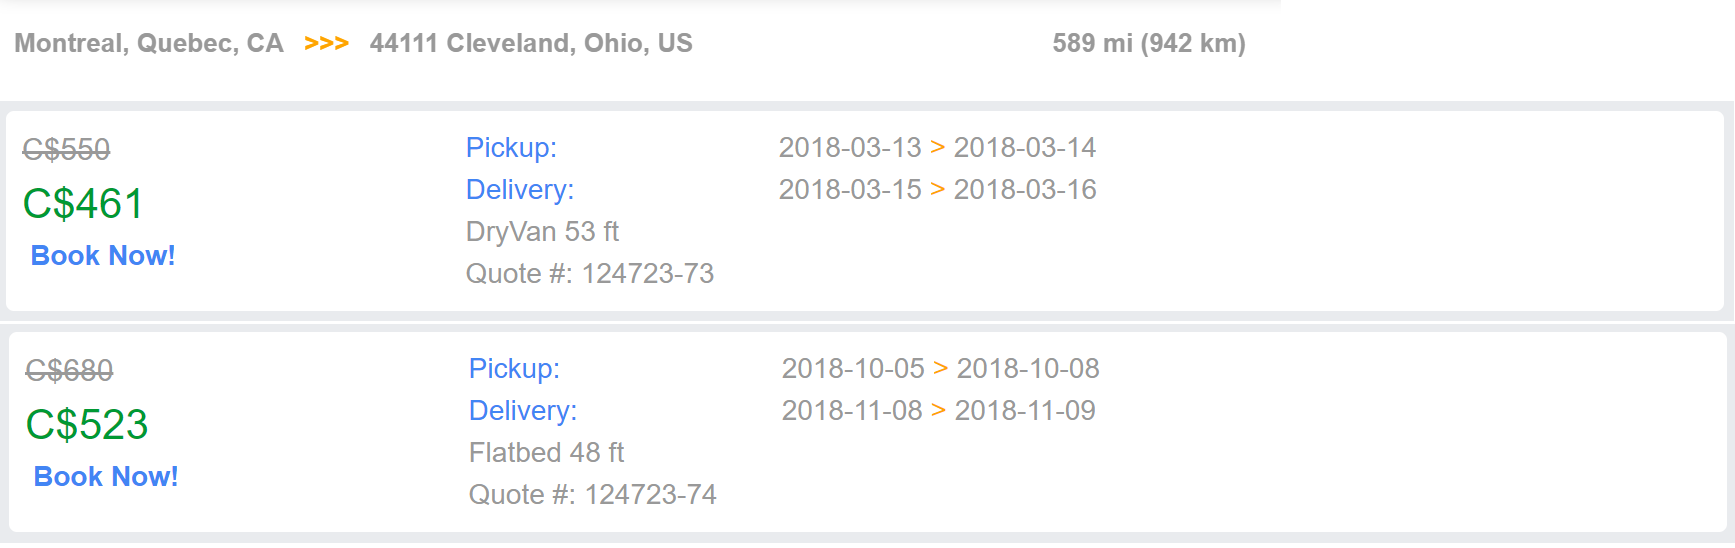 Montreal, Quebec, CA >>> 44111 Cleveland, Ohio, US 589 mi (942 km)
C$550
C$461
Book Now!
Pickup: 2018-03-13 > 2018-03-14
Delivery: 2018-03-15 > 2018-03-16
DryVan 53 ft
Quote #: 124723-73
C$680
C$523
Book Now!
Pickup: 2018-10-05 > 2018-10-08
Delivery: 2018-11-08 > 2018-11-09
Flatbed 48 ft
Quote #: 124723-74